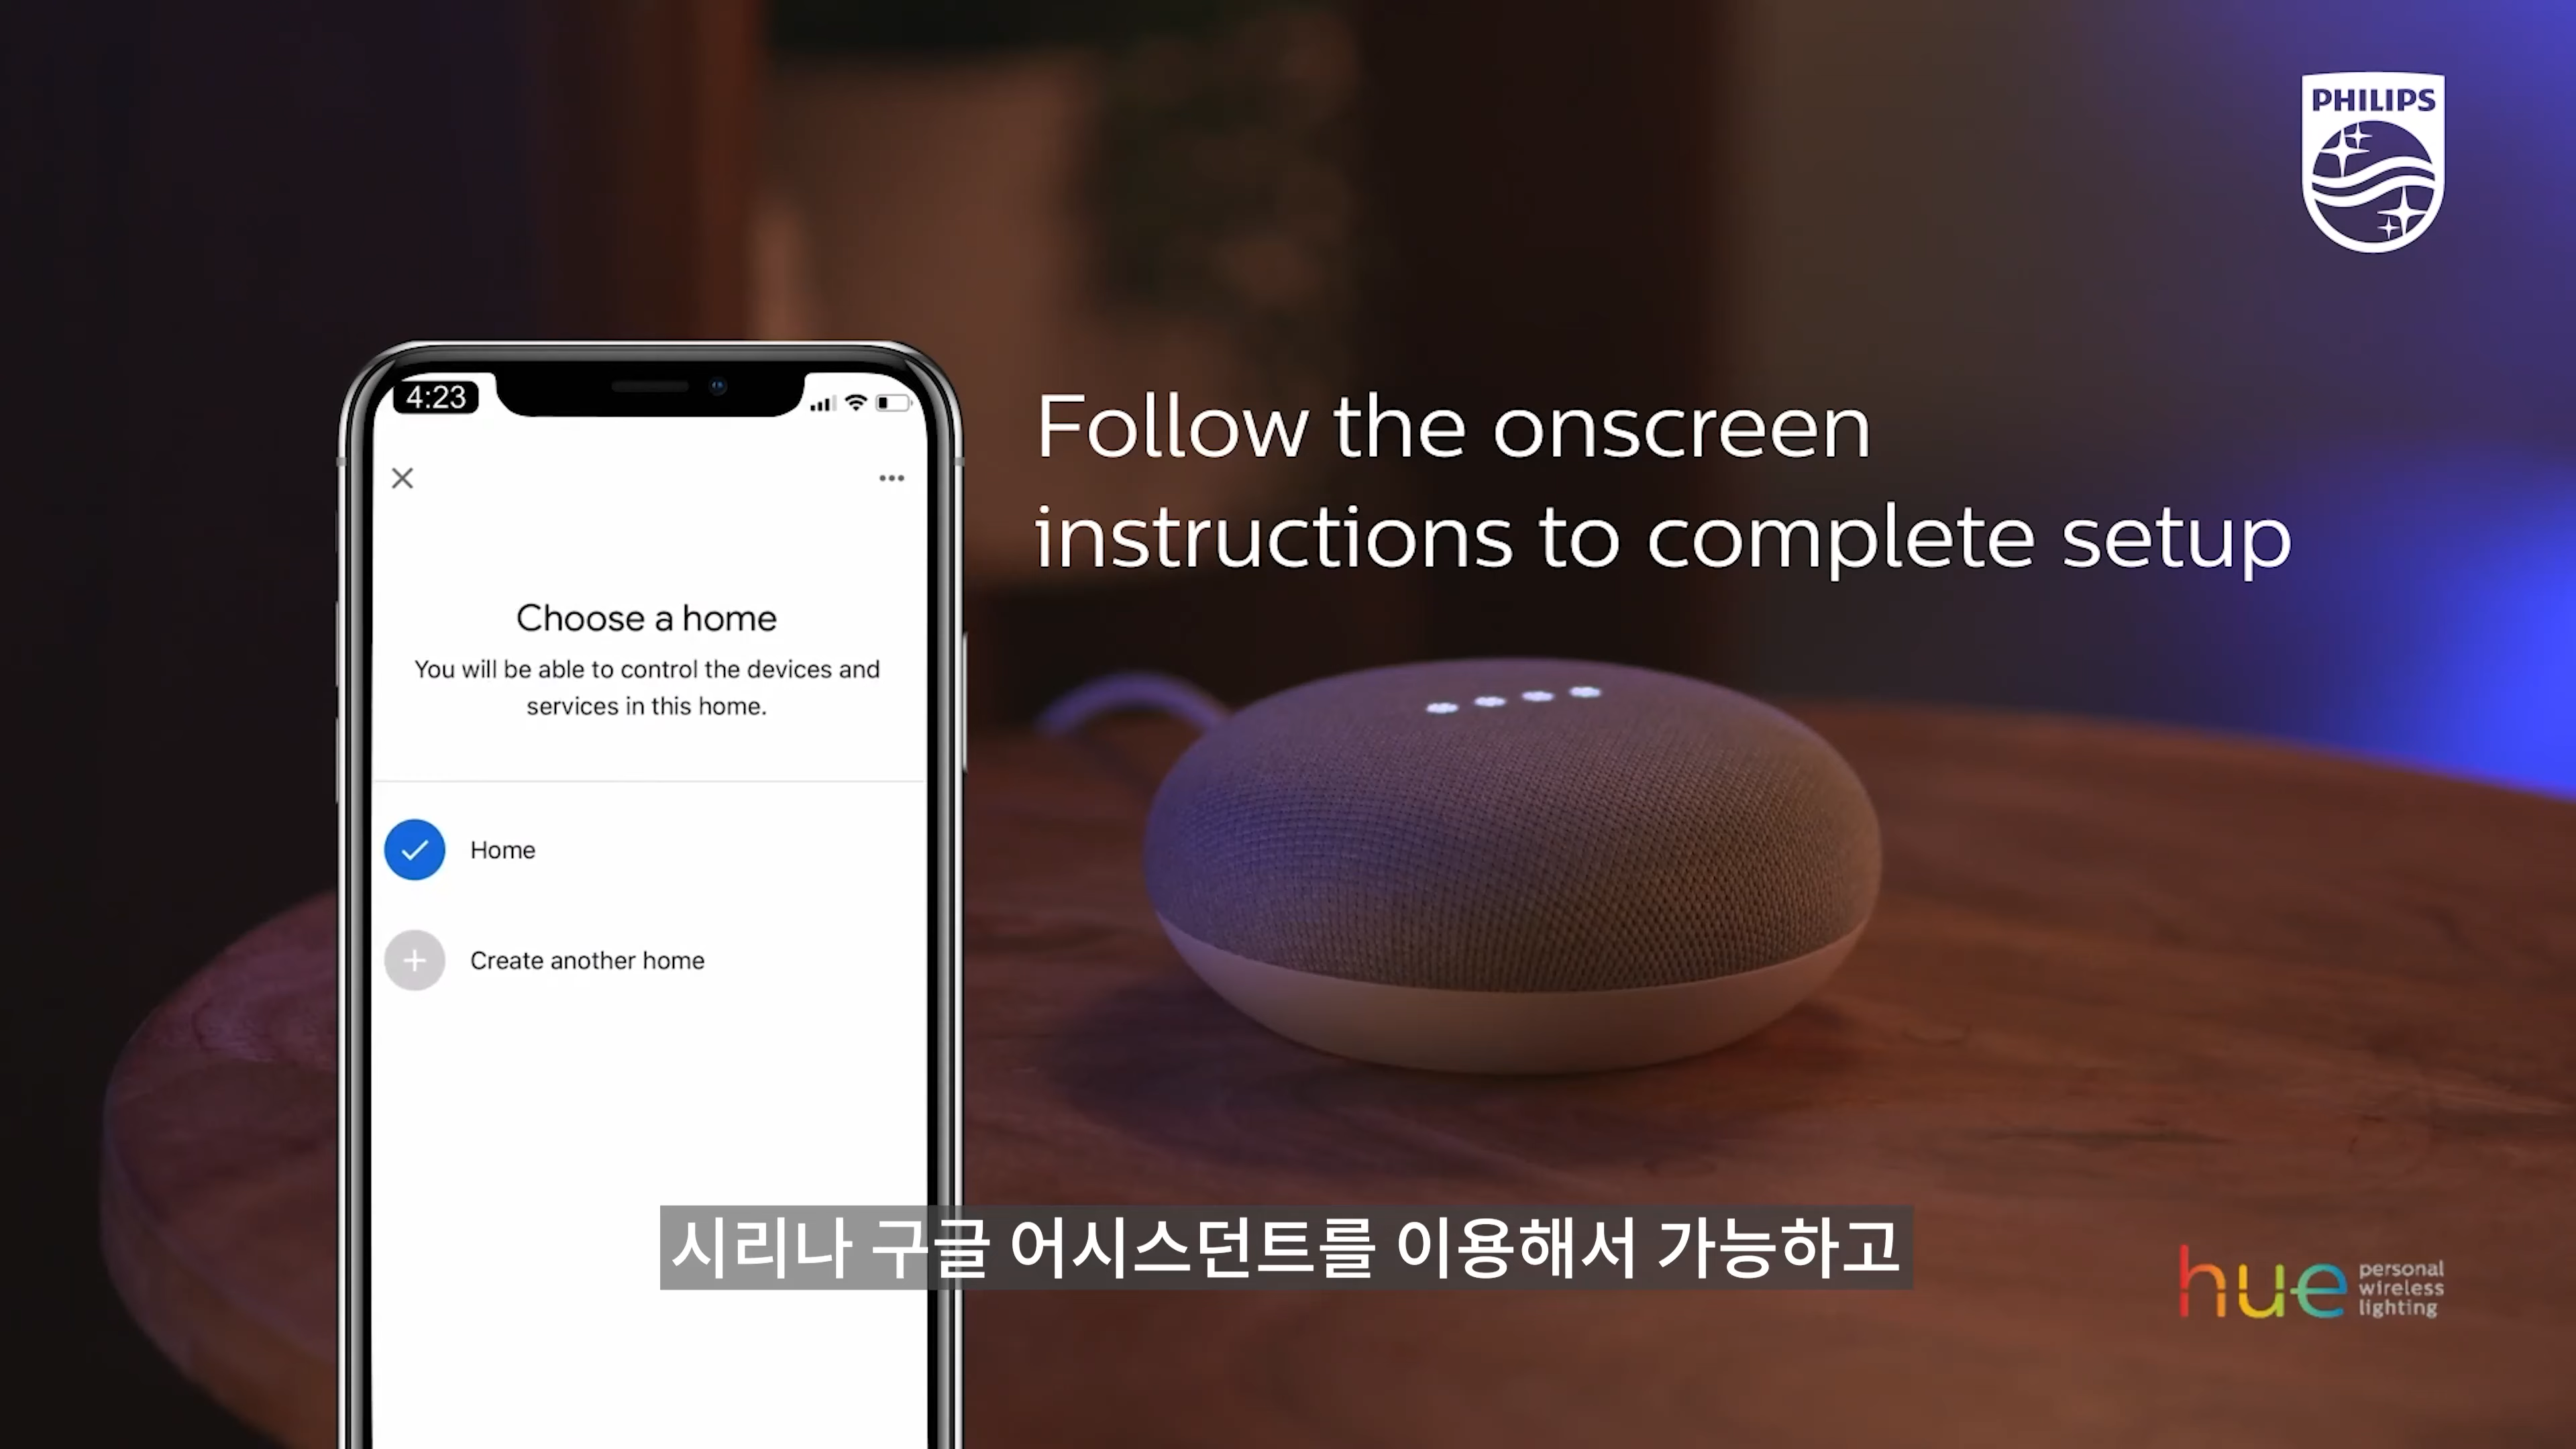 PHILIPS
4:23
Follow the onscreen
instructions to complete setup
Choose a home
You will be able to control the devices and
services in this home.
Home
Create another home
시리나 구글 어시스던트를 이용해서 가능하고
hue personal
wireless
lighting